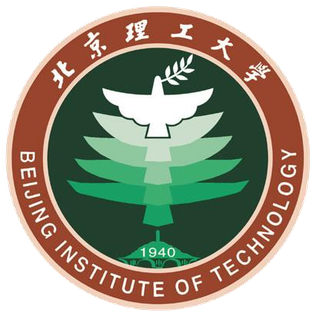 北京理工大学
1940
BEIJING INSTITUTE OF TECHNOLOGY